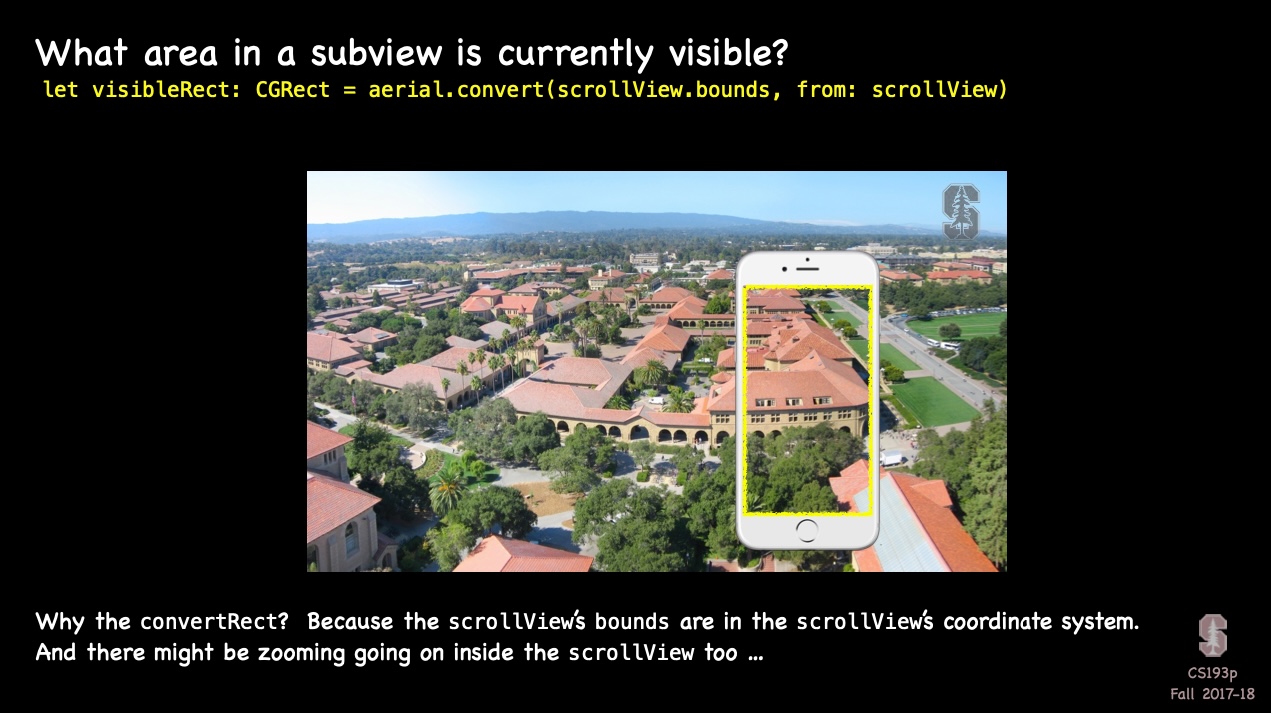 What area in a subview is currently visible?
let visibleRect: CGRect = aerial.convert(scrollView.bounds, from: scrollView)
Why the convertRect? Because the scrollView's bounds are in the scrollView's coordinate system.
And there might be zooming going on inside the scrollView too ...
CS193p
Fall 2017-18